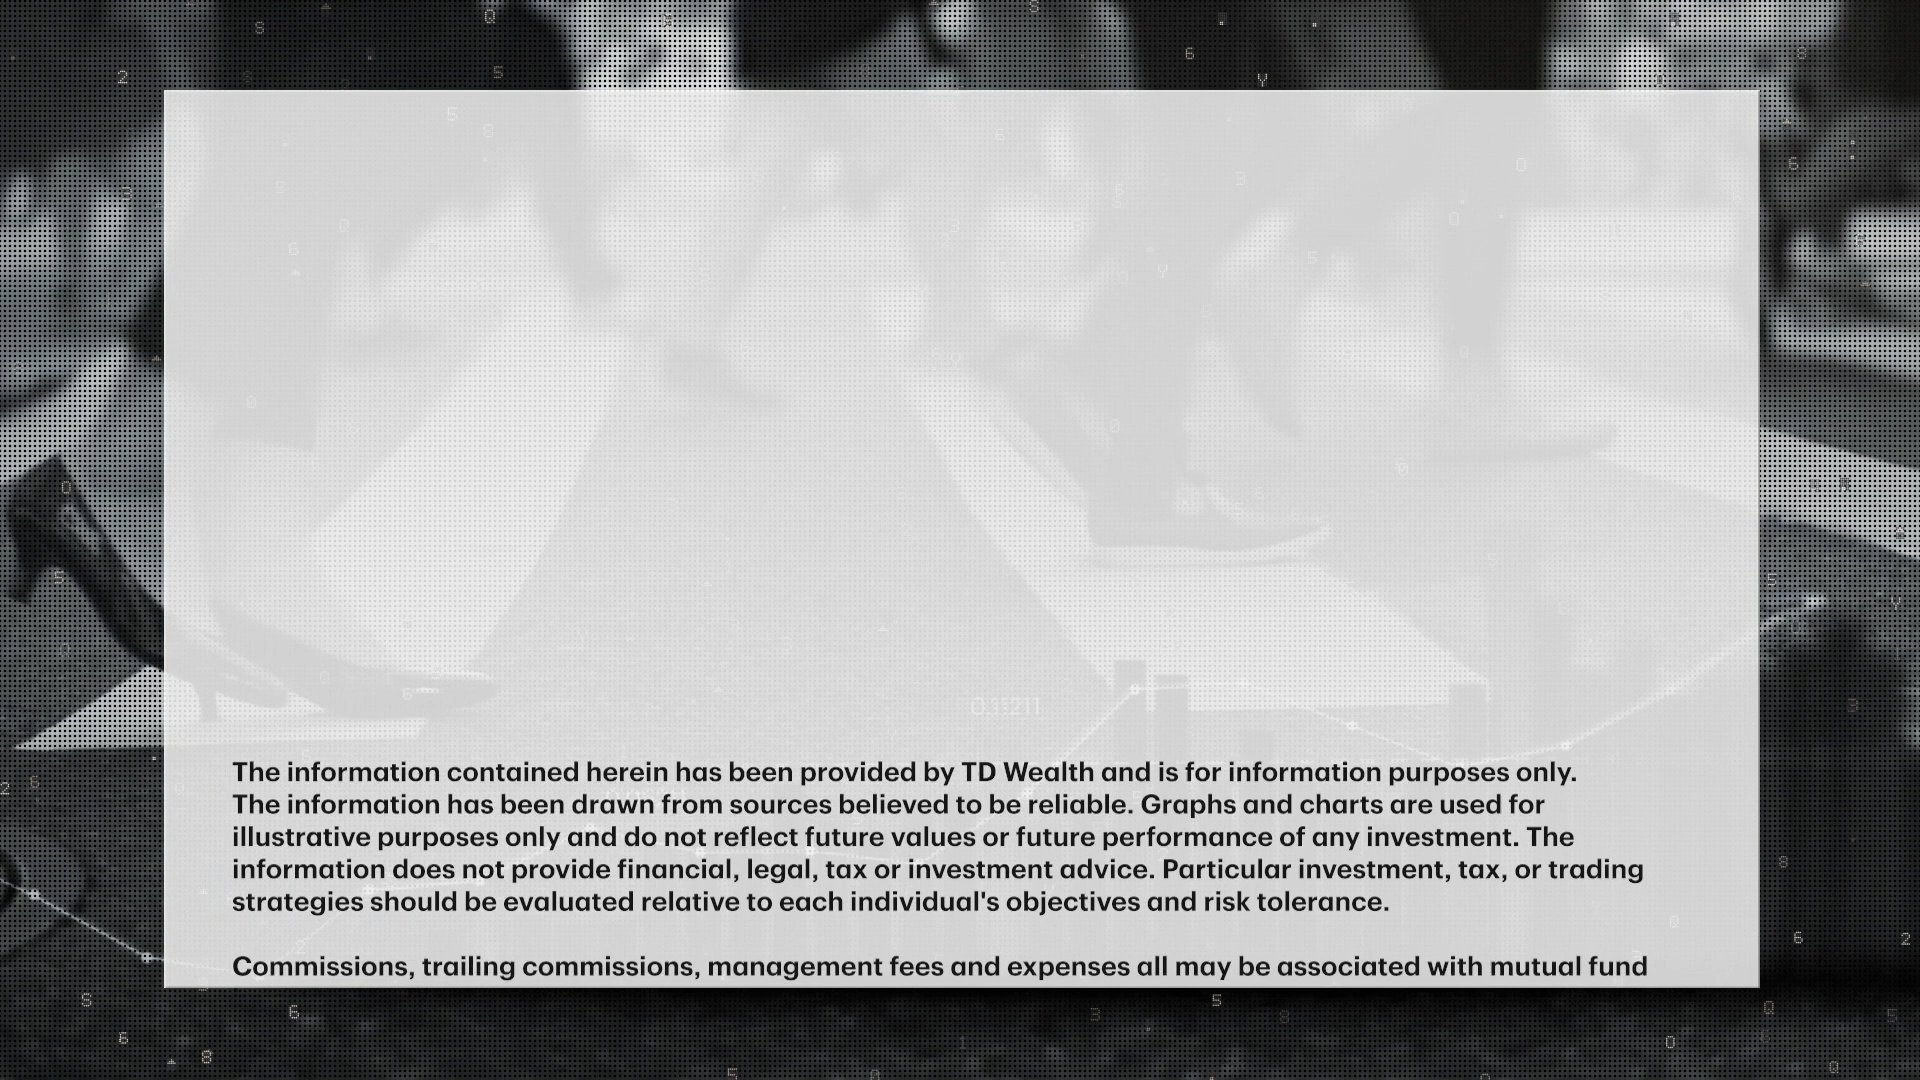 The information contained herein has been provided by TD Wealth and is for information purposes only.
The information has been drawn from sources believed to be reliable. Graphs and charts are used for
illustrative purposes only and do not reflect future values or future performance of any investment. The
information does not provide financial, legal, tax or investment advice. Particular investment, tax, or trading
strategies should be evaluated relative to each individual's objectives and risk tolerance.
Commissions, trailing commissions, management fees and expenses all may be associated with mutual fund